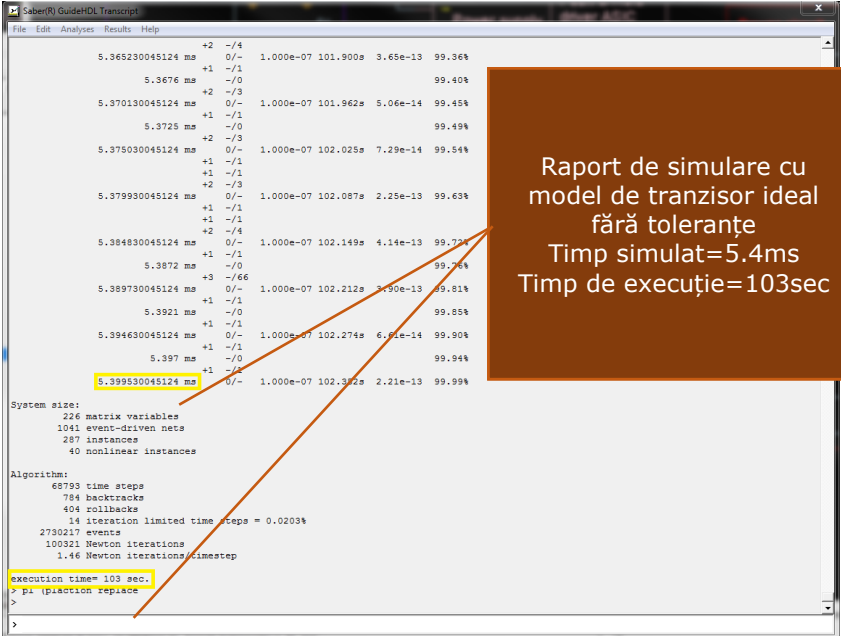 Saber(R) GuideHDL Transcript
x
File Edit Analyses Results Help
+2 -/4
5.365230045124 ms 0/- 1.000e-07 101.900s 3.65e-13 99.36%
+1 -/1
5.3676 ms -/0 99.40%
+2 -/3
5.370130045124 ms 0/- 1.000e-07 101.962s 5.06e-14 99.45%
+1 -/1
5.3725 ms -/0 99.49%
+2 -/3
5.375030045124 ms 0/- 1.000e-07 102.025s 7.29e-14 99.54%
+1 -/1
+1 -/1
+2 -/3
5.379930045124 ms 0/- 1.000e-07 102.087s 2.25e-13 99.63%
+1 -/1
+1 -/1
+2 -/4
5.384830045124 ms 0/- 1.000e-07 102.149s 4.14e-13 99.72%
+1 -/1
5.3872 ms -/0 99.76%
+3 -/66
5.389730045124 ms 0/- 1.000e-07 102.212s 3.90e-13 99.81%
+1 -/1
5.3921 ms -/0 99.85%
+1 -/1
5.394630045124 ms 0/- 1.000e-07 102.274s 6.61e-14 99.90%
+1 -/1
5.397 ms -/0 99.94%
+1 -/1
5.399530045124 ms 0/- 1.000e-07 2.21e-13 99.99%
System size:
226 matrix variables
1041 event-driven nets
287 instances
40 nonlinear instances
Algorithm:
68793 time steps
784 backtracks
404 rollbacks
14 iteration limited time steps = 0.0203%
2730217 events
100321 Newton iterations
1.46 Newton iterations/timestep
execution time= 103 sec.
> pl (plaction replace
>
>
Raport de simulare cu
model de tranzisor ideal
fără toleranțe
Timp simulat=5.4ms
Timp de execuție=103sec